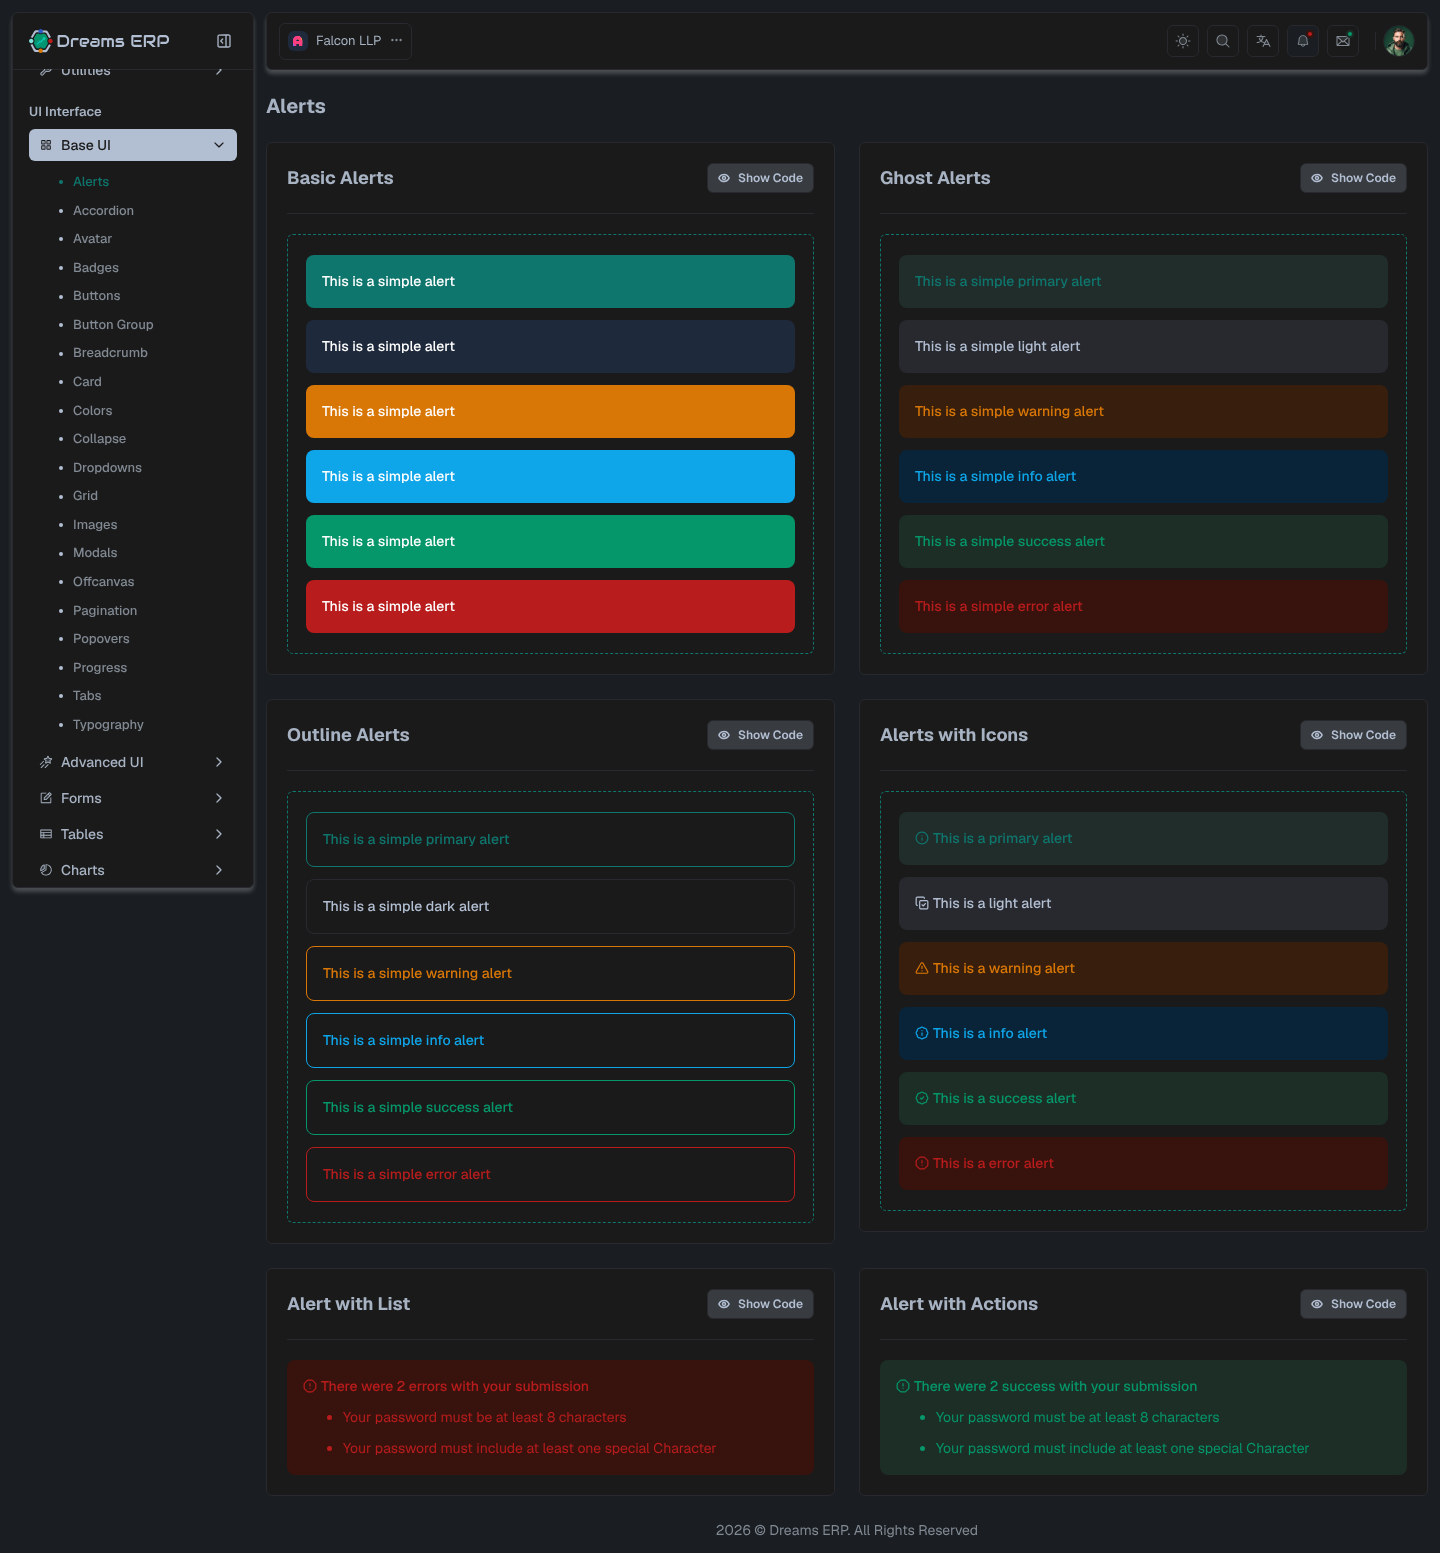 Dreams ERP
Utilities
UI Interface
Base UI
Alerts
Accordion
Avatar
Badges
Buttons
Button Group
Breadcrumb
Card
Colors
Collapse
Dropdowns
Grid
Images
Modals
Offcanvas
Pagination
Popovers
Progress
Tabs
Typography
Advanced UI
Forms
Tables
Charts
Falcon LLP
Alerts
Basic Alerts
Show Code
This is a simple alert
This is a simple alert
This is a simple alert
This is a simple alert
This is a simple alert
This is a simple alert
Ghost Alerts
Show Code
This is a simple primary alert
This is a simple light alert
This is a simple warning alert
This is a simple info alert
This is a simple success alert
This is a simple error alert
Outline Alerts
Show Code
This is a simple primary alert
This is a simple dark alert
This is a simple warning alert
This is a simple info alert
This is a simple success alert
This is a simple error alert
Alerts with Icons
Show Code
This is a primary alert
This is a light alert
This is a warning alert
This is a info alert
This is a success alert
This is a error alert
Alert with List
Show Code
There were 2 errors with your submission
Your password must be at least 8 characters
Your password must include at least one special Character
Alert with Actions
Show Code
There were 2 success with your submission
Your password must be at least 8 characters
Your password must include at least one special Character
2026 © Dreams ERP. All Rights Reserved